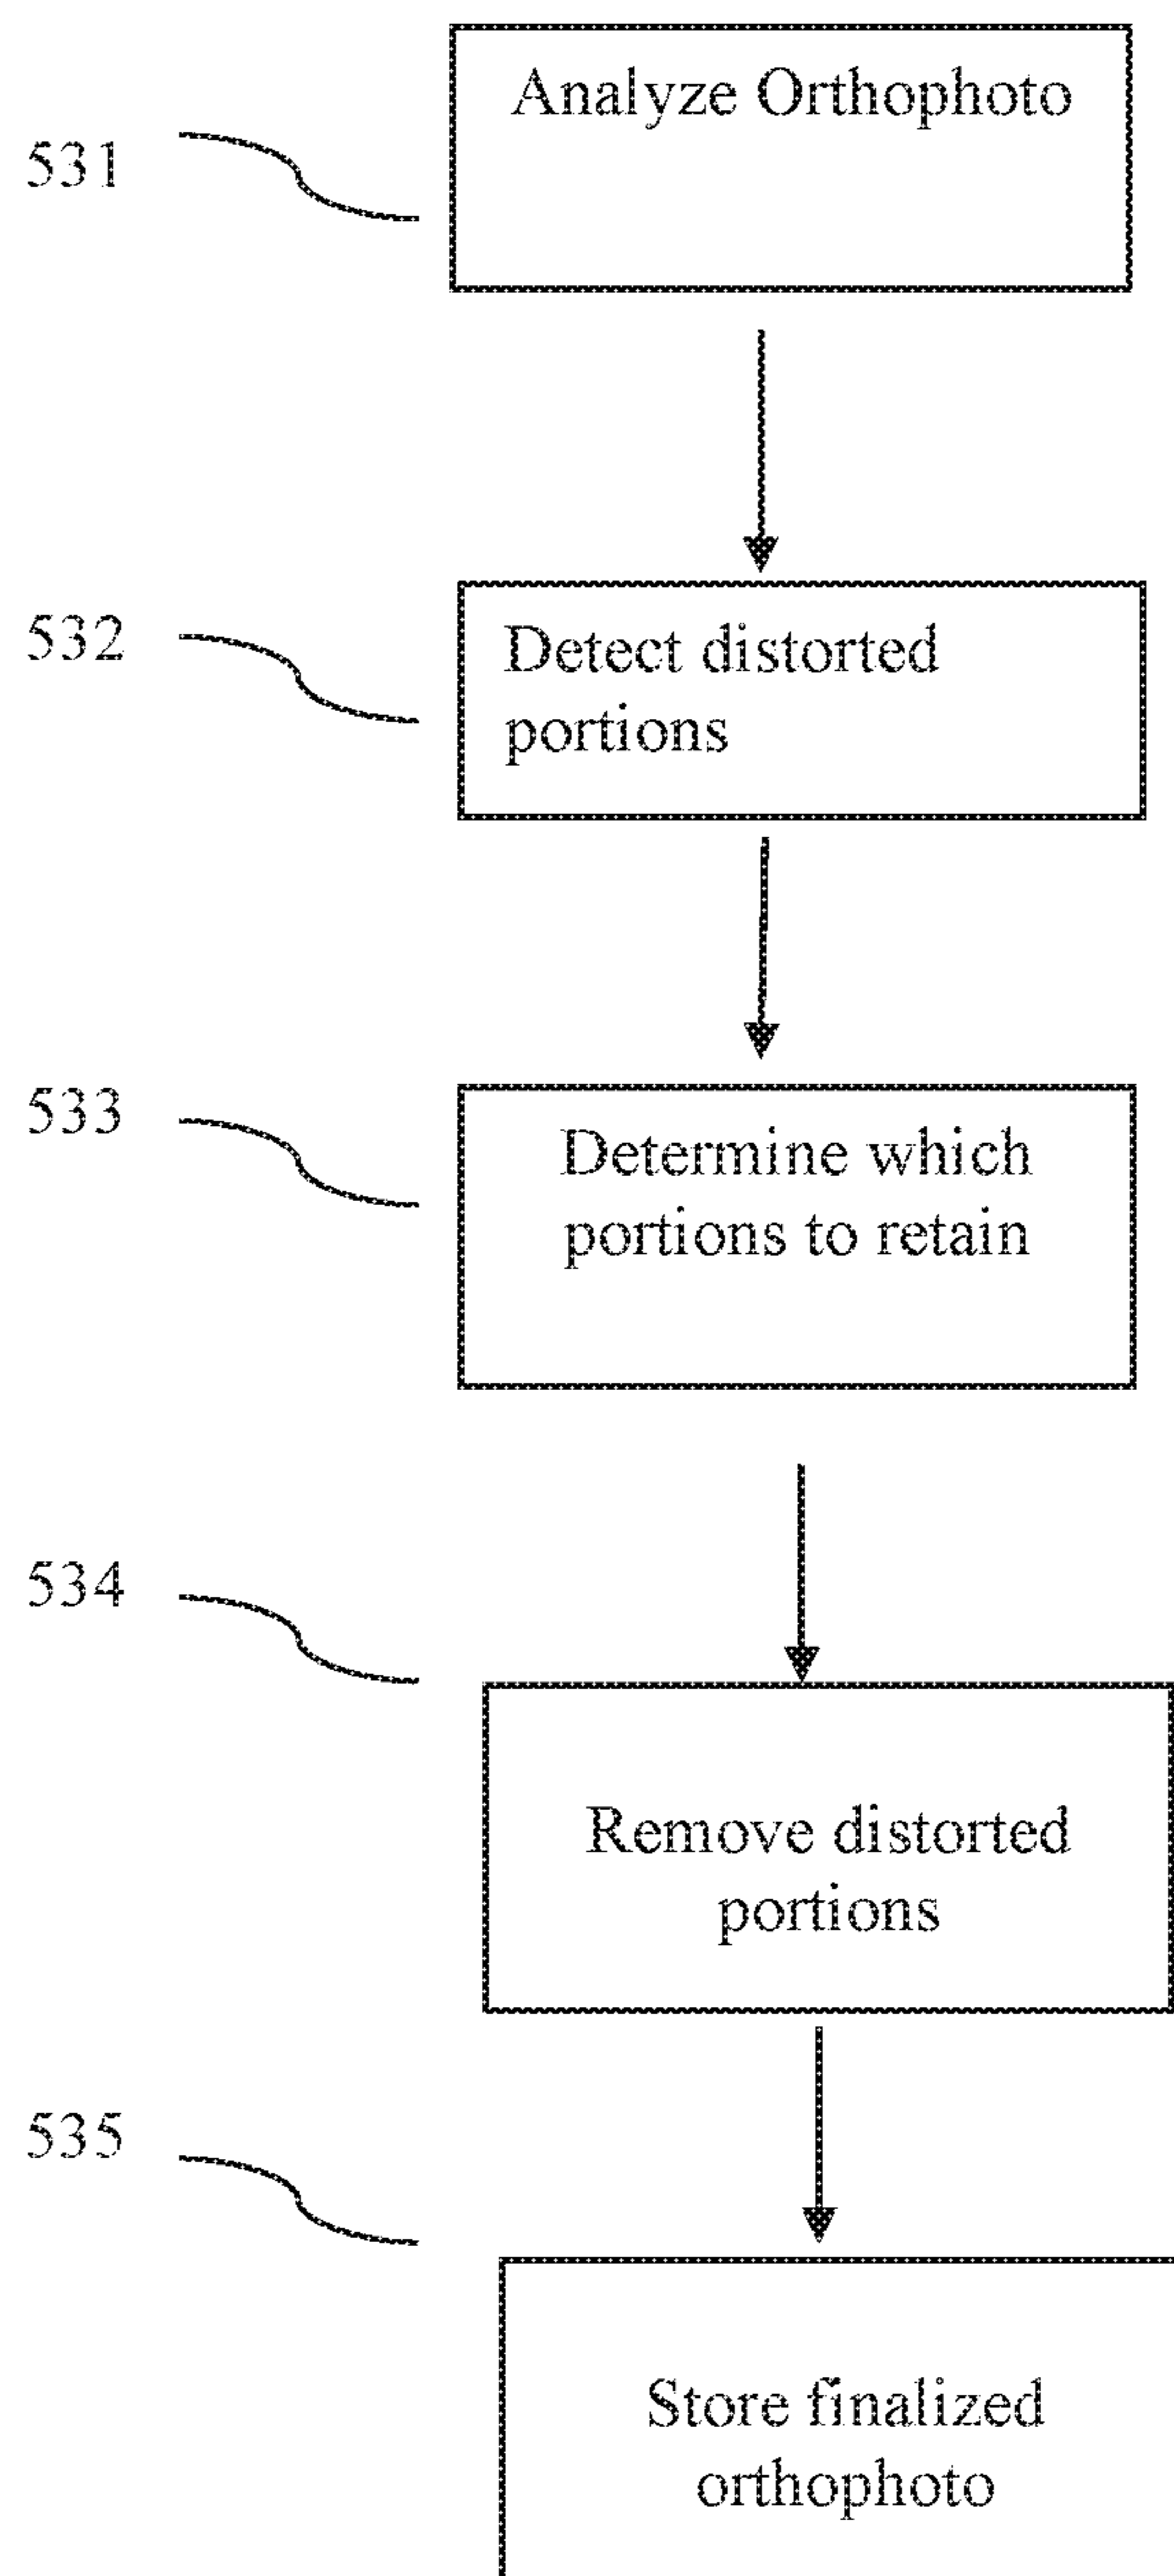 531
Analyze Orthophoto
532
Detect distorted
portions
533
Determine which
portions to retain
534
Remove distorted
portions
535
Store finalized
orthophoto